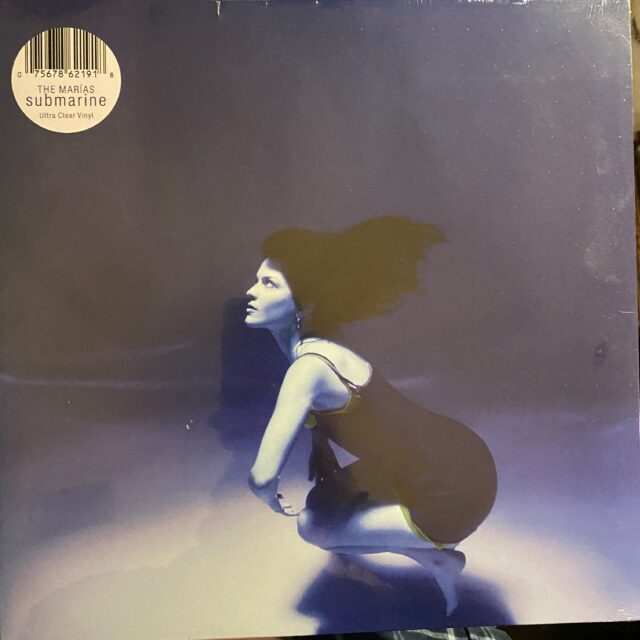 0 75678 62191 8
THE MARÍAS
submarine
Ultra Clear Vinyl